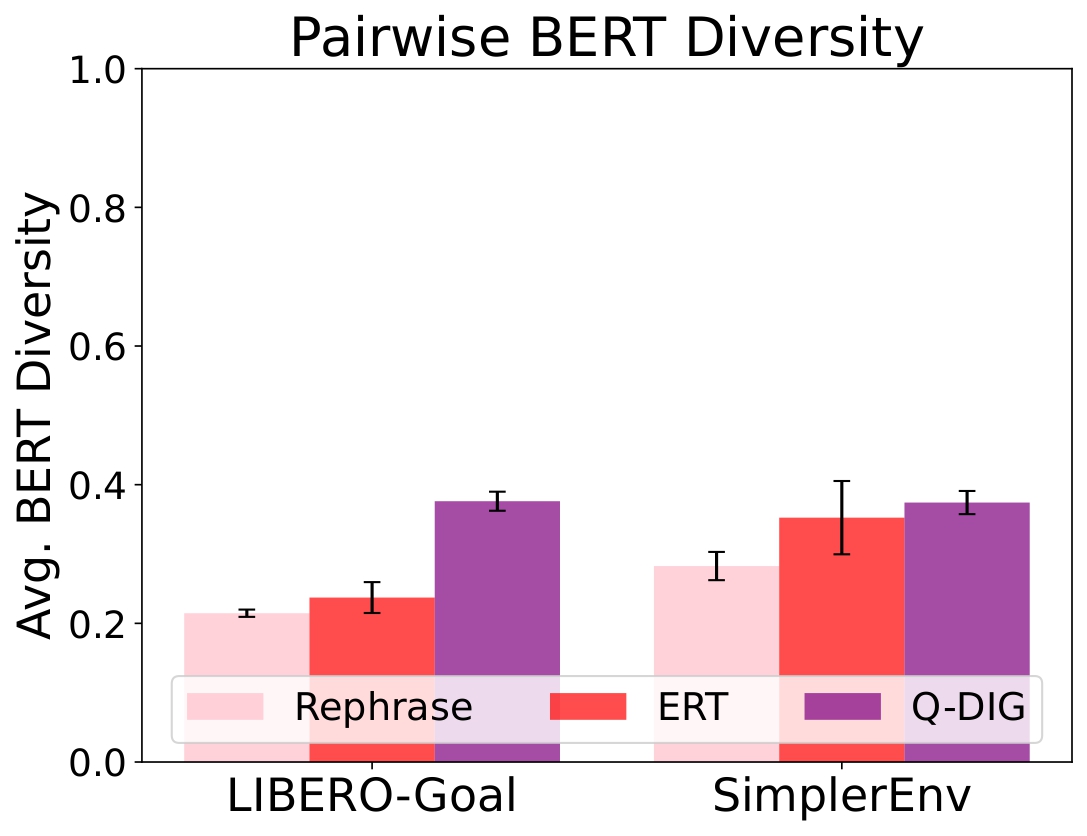 Pairwise BERT Diversity
Avg. BERT Diversity
1.0
0.8
0.6
0.4
0.2
0.0
Rephrase ERT Q-DIG
LIBERO-Goal SimplerEnv